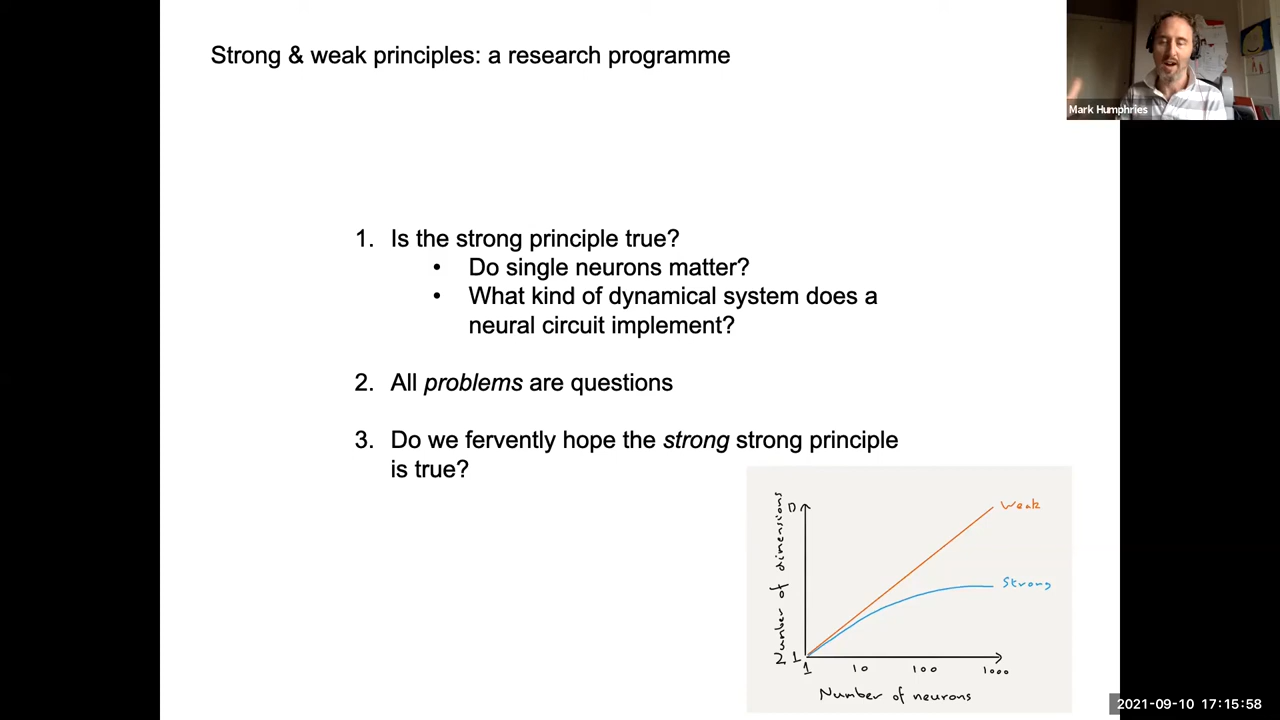 Strong & weak principles: a research programme
Mark Humphries
1. Is the strong principle true?
• Do single neurons matter?
• What kind of dynamical system does a
neural circuit implement?
2. All problems are questions
3. Do we fervently hope the strong strong principle
is true?
Number of dimensions
D
1
Weak
Strong
1 10 100 1000
Number of neurons
2021-09-10 17:15:58